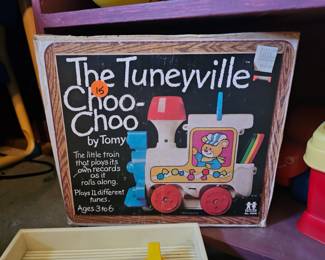 The Tuneyville
Choo-
15
Choo
by Tomy
The little train
that plays its
own records
as it
rolls along.
Plays 11 different
tunes.
Ages 3 to 6